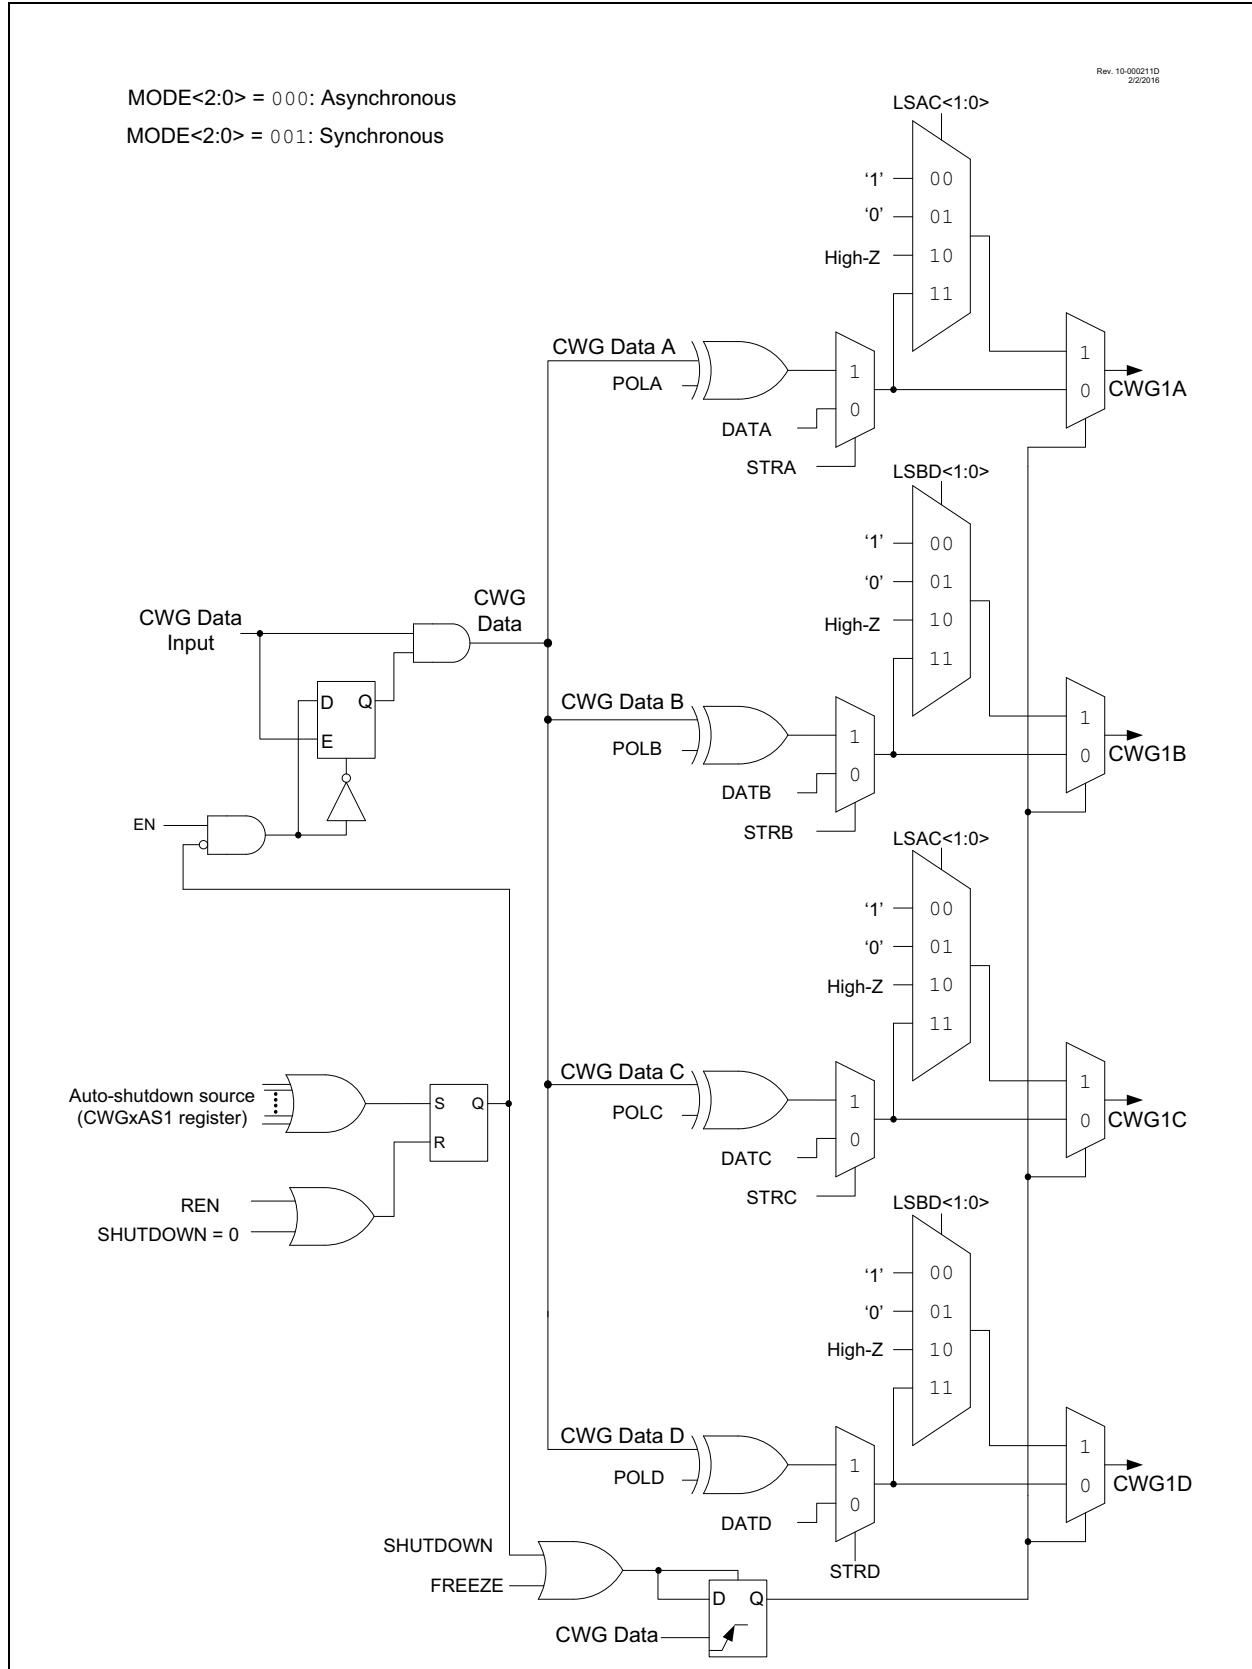 Rev. 10-000211D
2/2/2016
MODE<2:0> = 000: Asynchronous
MODE<2:0> = 001: Synchronous
LSAC<1:0>
‘1’
00
‘0’
01
High-Z
10
11
CWG Data A
POLA
1
0
DATA
STRA
1
0
CWG1A
LSBD<1:0>
‘1’
00
‘0’
01
High-Z
10
11
CWG Data
Input
CWG
Data
D
Q
E
EN
CWG Data B
POLB
1
0
DATB
STRB
1
0
CWG1B
LSAC<1:0>
‘1’
00
‘0’
01
High-Z
10
11
CWG Data C
POLC
1
0
DATC
STRC
1
0
CWG1C
Auto-shutdown source
(CWGxAS1 register)
S
Q
R
REN
SHUTDOWN = 0
LSBD<1:0>
‘1’
00
‘0’
01
High-Z
10
11
CWG Data D
POLD
1
0
DATD
STRD
1
0
CWG1D
SHUTDOWN
FREEZE
D
Q
CWG Data